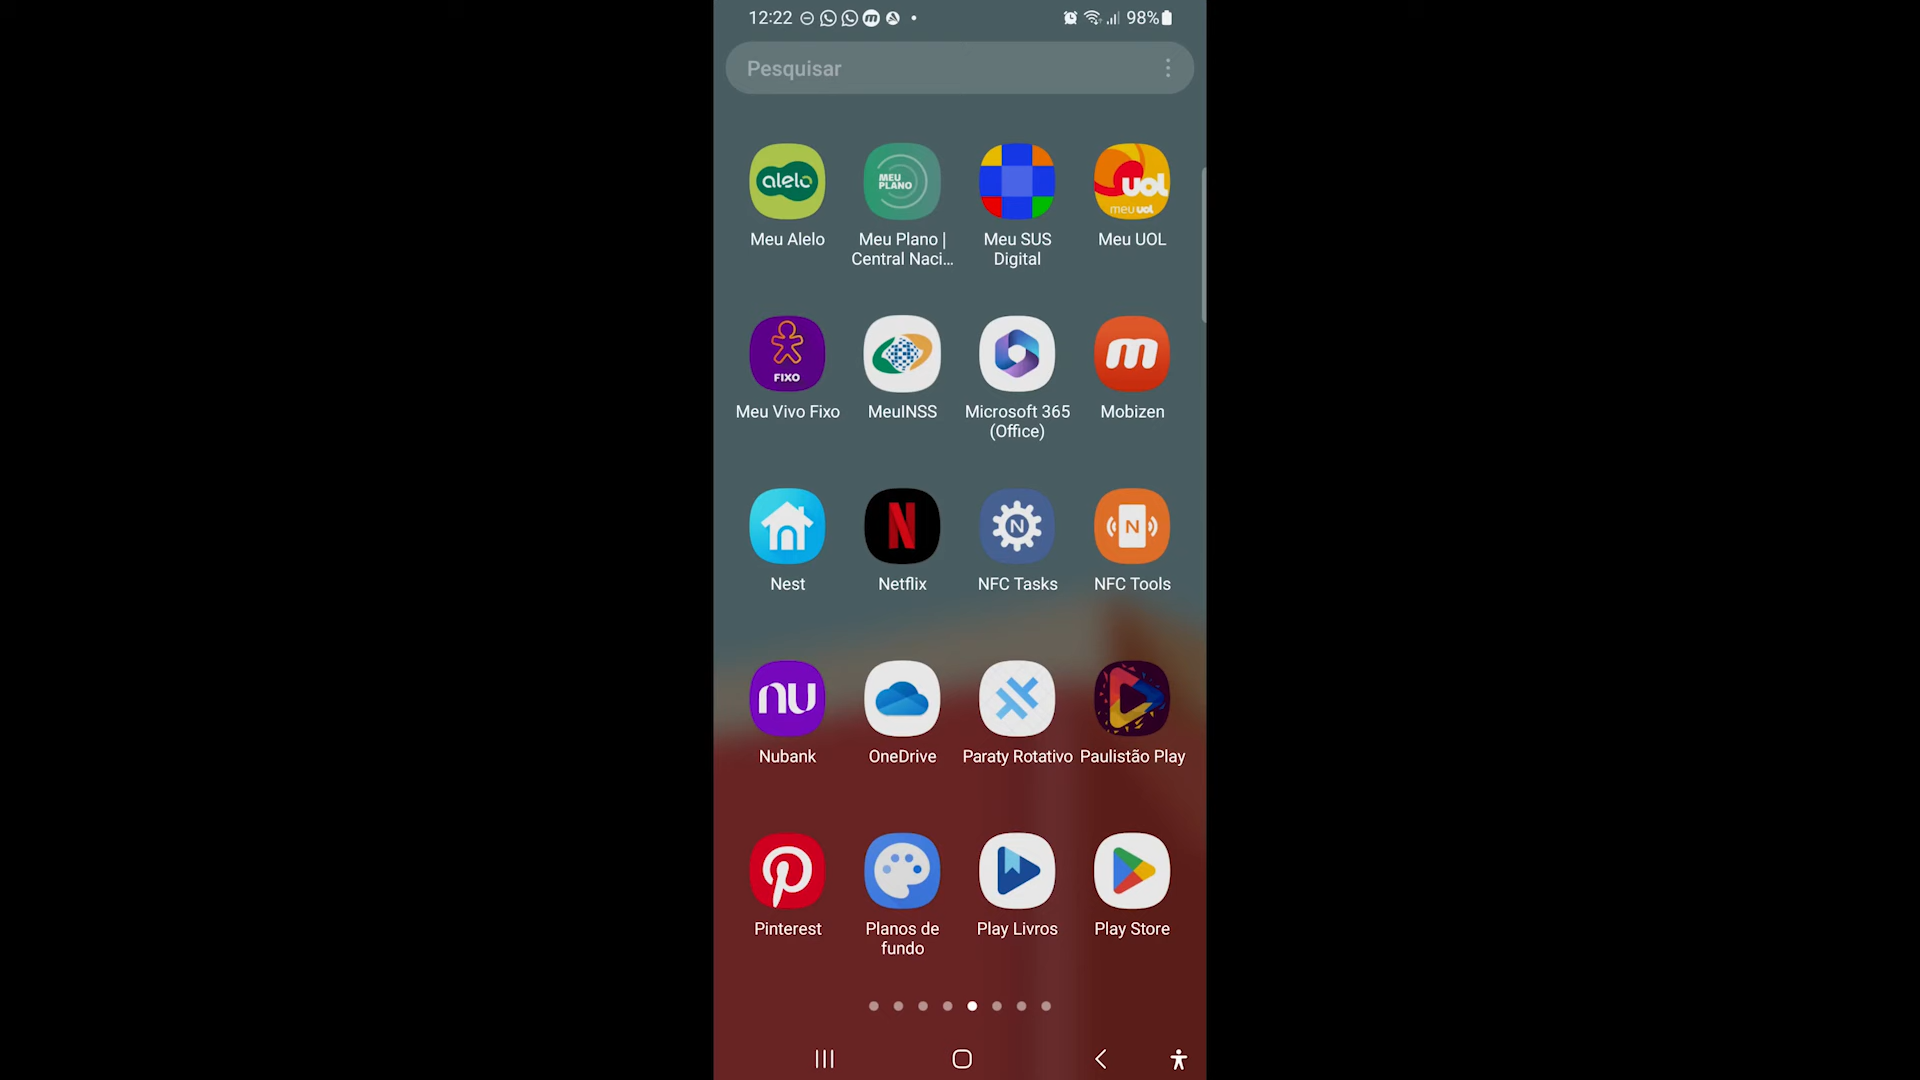 12:22 98%
Pesquisar
alelo MEU PLANO uol meu uol
Meu Alelo Meu Plano | Central Naci... Meu SUS Digital Meu UOL
FIXO m
Meu Vivo Fixo MeuINSS Microsoft 365 (Office) Mobizen
N N N
Nest Netflix NFC Tasks NFC Tools
nu
Nubank OneDrive Paraty Rotativo Paulistão Play
Pinterest Planos de fundo Play Livros Play Store